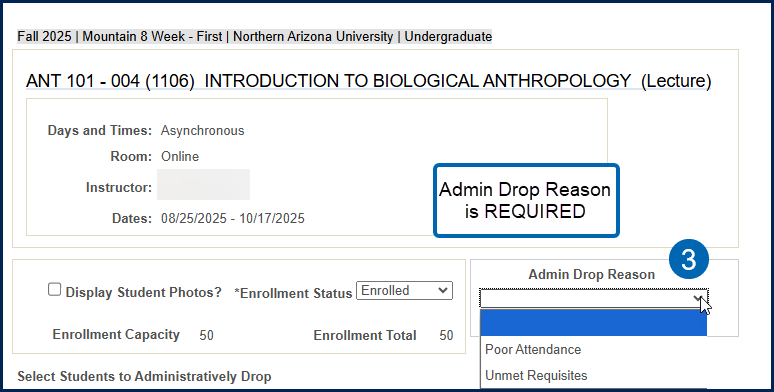 Fall 2025 | Mountain 8 Week - First | Northern Arizona University | Undergraduate
ANT 101 - 004 (1106) INTRODUCTION TO BIOLOGICAL ANTHROPOLOGY (Lecture)
Days and Times: Asynchronous
Room: Online
Instructor:
Dates: 08/25/2025 - 10/17/2025
Admin Drop Reason
is REQUIRED
3
Display Student Photos? *Enrollment Status Enrolled
Enrollment Capacity 50 Enrollment Total 50
Admin Drop Reason
Poor Attendance
Unmet Requisites
Select Students to Administratively Drop